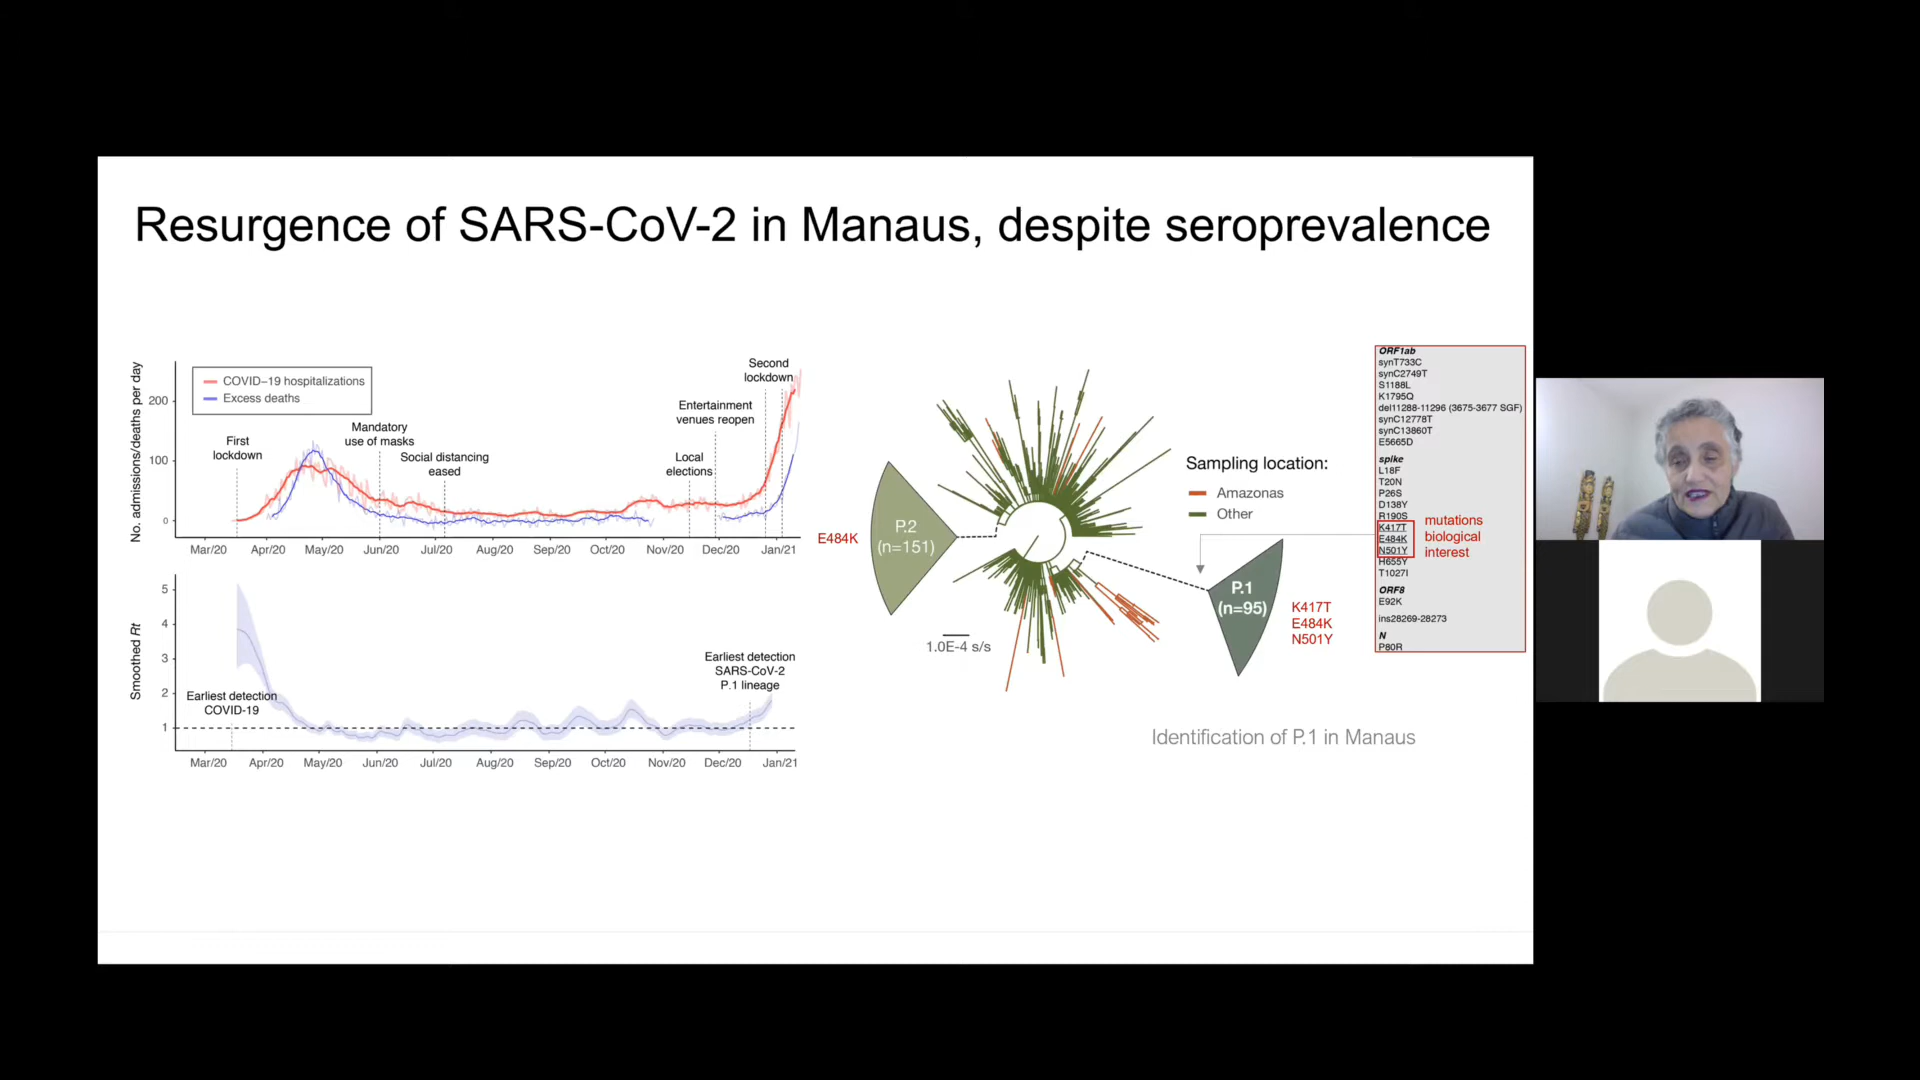 Resurgence of SARS-CoV-2 in Manaus, despite seroprevalence
No. admissions/deaths per day
200
100
0
COVID–19 hospitalizations
Excess deaths
First
lockdown
Mandatory
use of masks
Social distancing
eased
Local
elections
Entertainment
venues reopen
Second
lockdown
Mar/20 Apr/20 May/20 Jun/20 Jul/20 Aug/20 Sep/20 Oct/20 Nov/20 Dec/20 Jan/21
Smoothed Rt
5
4
3
2
1
Earliest detection
COVID-19
Earliest detection
SARS-CoV-2
P.1 lineage
Mar/20 Apr/20 May/20 Jun/20 Jul/20 Aug/20 Sep/20 Oct/20 Nov/20 Dec/20 Jan/21
E484K
P.2
(n=151)
1.0E-4 s/s
Sampling location:
Amazonas
Other
P.1
(n=95)
K417T
E484K
N501Y
ORF1ab
synT733C
synC2749T
S1188L
K1795Q
del11288-11296 (3675-3677 SGF)
synC12778T
synC13860T
E5665D
spike
L18F
T20N
P26S
D138Y
R190S
K417T
E484K
N501Y
H655Y
T1027I
ORF8
E92K
ins28269-28273
N
P80R
mutations
biological
interest
Identification of P.1 in Manaus